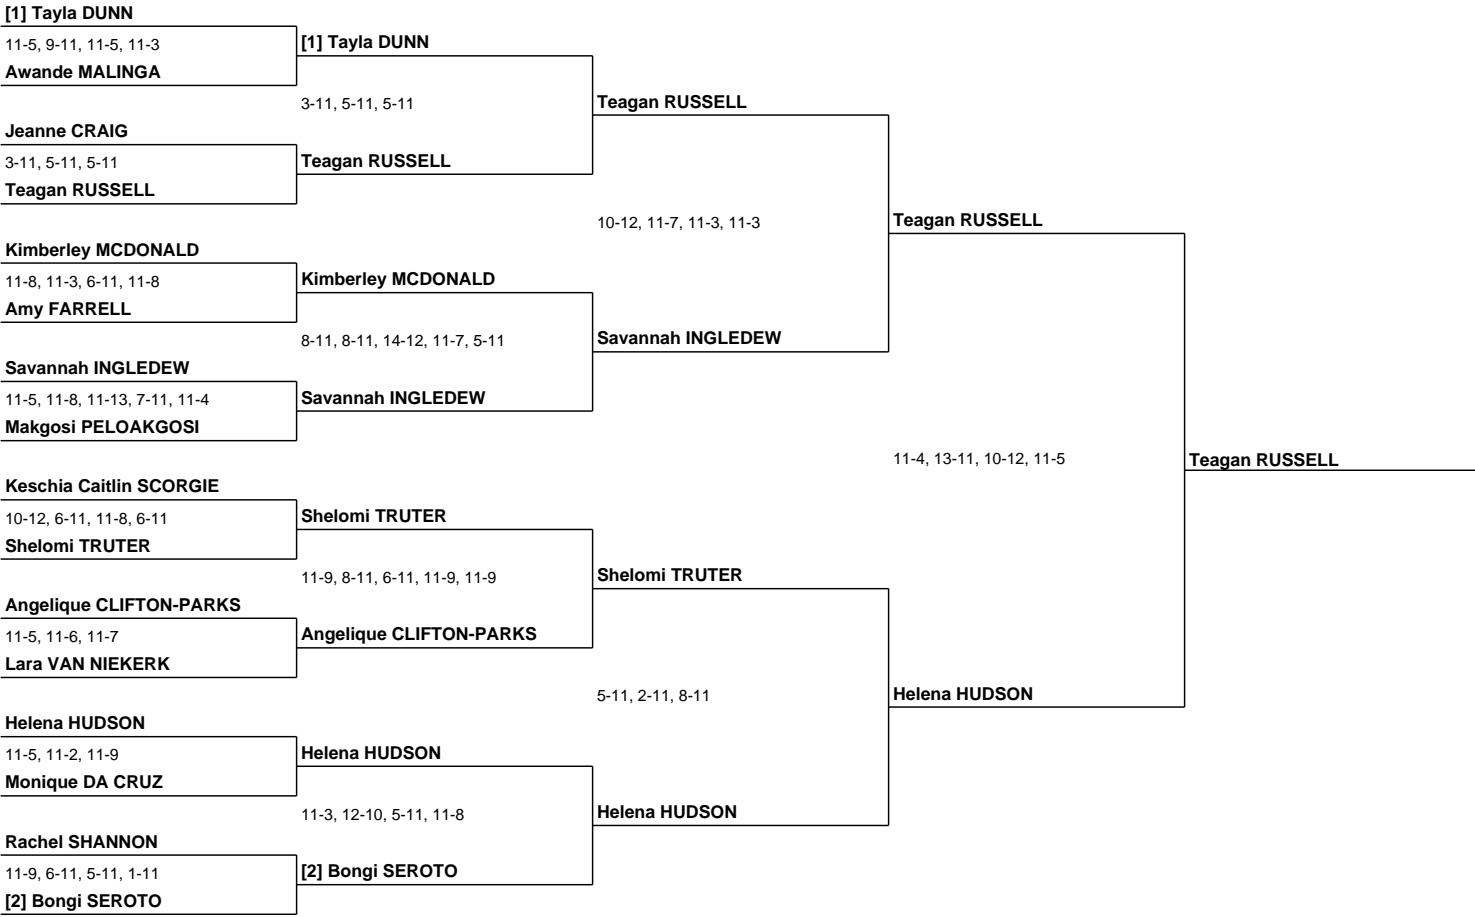 [1] Tayla DUNN
11-5, 9-11, 11-5, 11-3
Awande MALINGA
Jeanne CRAIG
3-11, 5-11, 5-11
Teagan RUSSELL
Kimberley MCDONALD
11-8, 11-3, 6-11, 11-8
Amy FARRELL
Savannah INGLEDEW
11-5, 11-8, 11-13, 7-11, 11-4
Makgosi PELOAKGOSI
Keschia Caitlin SCORGIE
10-12, 6-11, 11-8, 6-11
Shelomi TRUTER
Angelique CLIFTON-PARKS
11-5, 11-6, 11-7
Lara VAN NIEKERK
Helena HUDSON
11-5, 11-2, 11-9
Monique DA CRUZ
Rachel SHANNON
11-9, 6-11, 5-11, 1-11
[2] Bongi SEROTO
[1] Tayla DUNN
3-11, 5-11, 5-11
Teagan RUSSELL
Kimberley MCDONALD
8-11, 8-11, 14-12, 11-7, 5-11
Savannah INGLEDEW
Shelomi TRUTER
11-9, 8-11, 6-11, 11-9, 11-9
Angelique CLIFTON-PARKS
Helena HUDSON
11-3, 12-10, 5-11, 11-8
[2] Bongi SEROTO
Teagan RUSSELL
10-12, 11-7, 11-3, 11-3
Savannah INGLEDEW
Shelomi TRUTER
5-11, 2-11, 8-11
Helena HUDSON
Teagan RUSSELL
11-4, 13-11, 10-12, 11-5
Helena HUDSON
Teagan RUSSELL